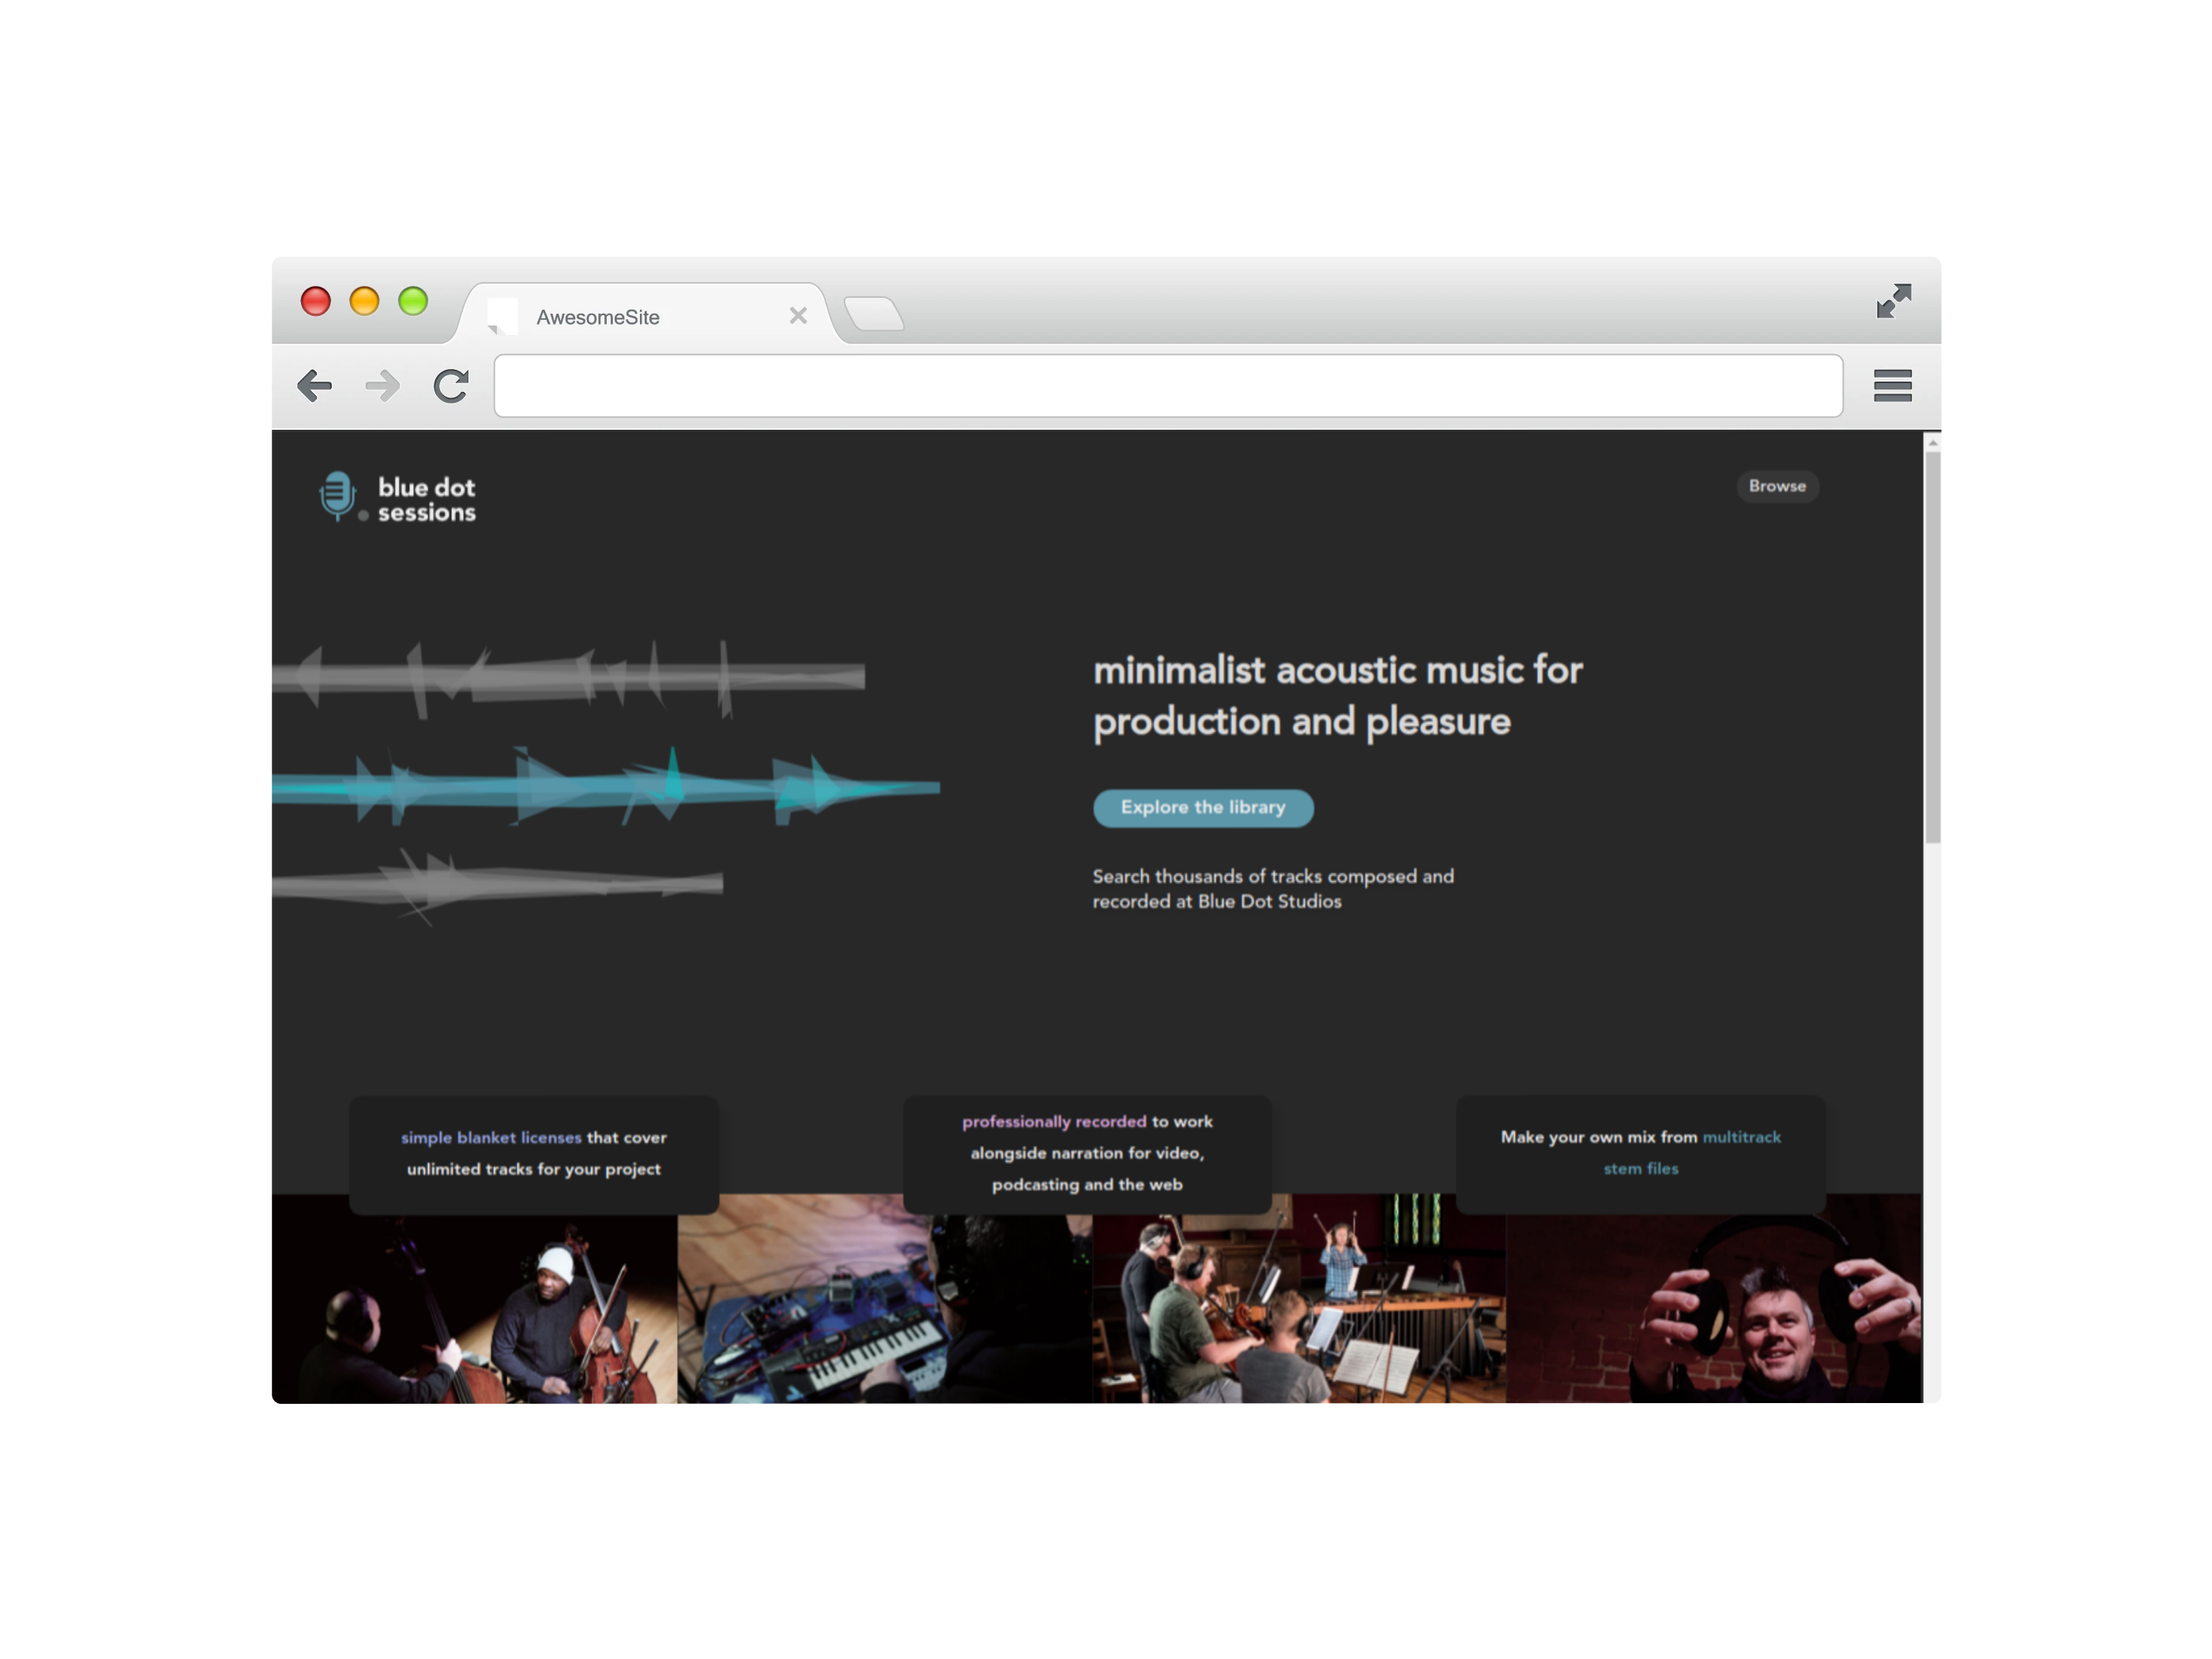 AwesomeSite
blue dot
sessions
Browse
minimalist acoustic music for
production and pleasure
Explore the library
Search thousands of tracks composed and
recorded at Blue Dot Studios
simple blanket licenses that cover
unlimited tracks for your project
professionally recorded to work
alongside narration for video,
podcasting and the web
Make your own mix from multitrack
stem files